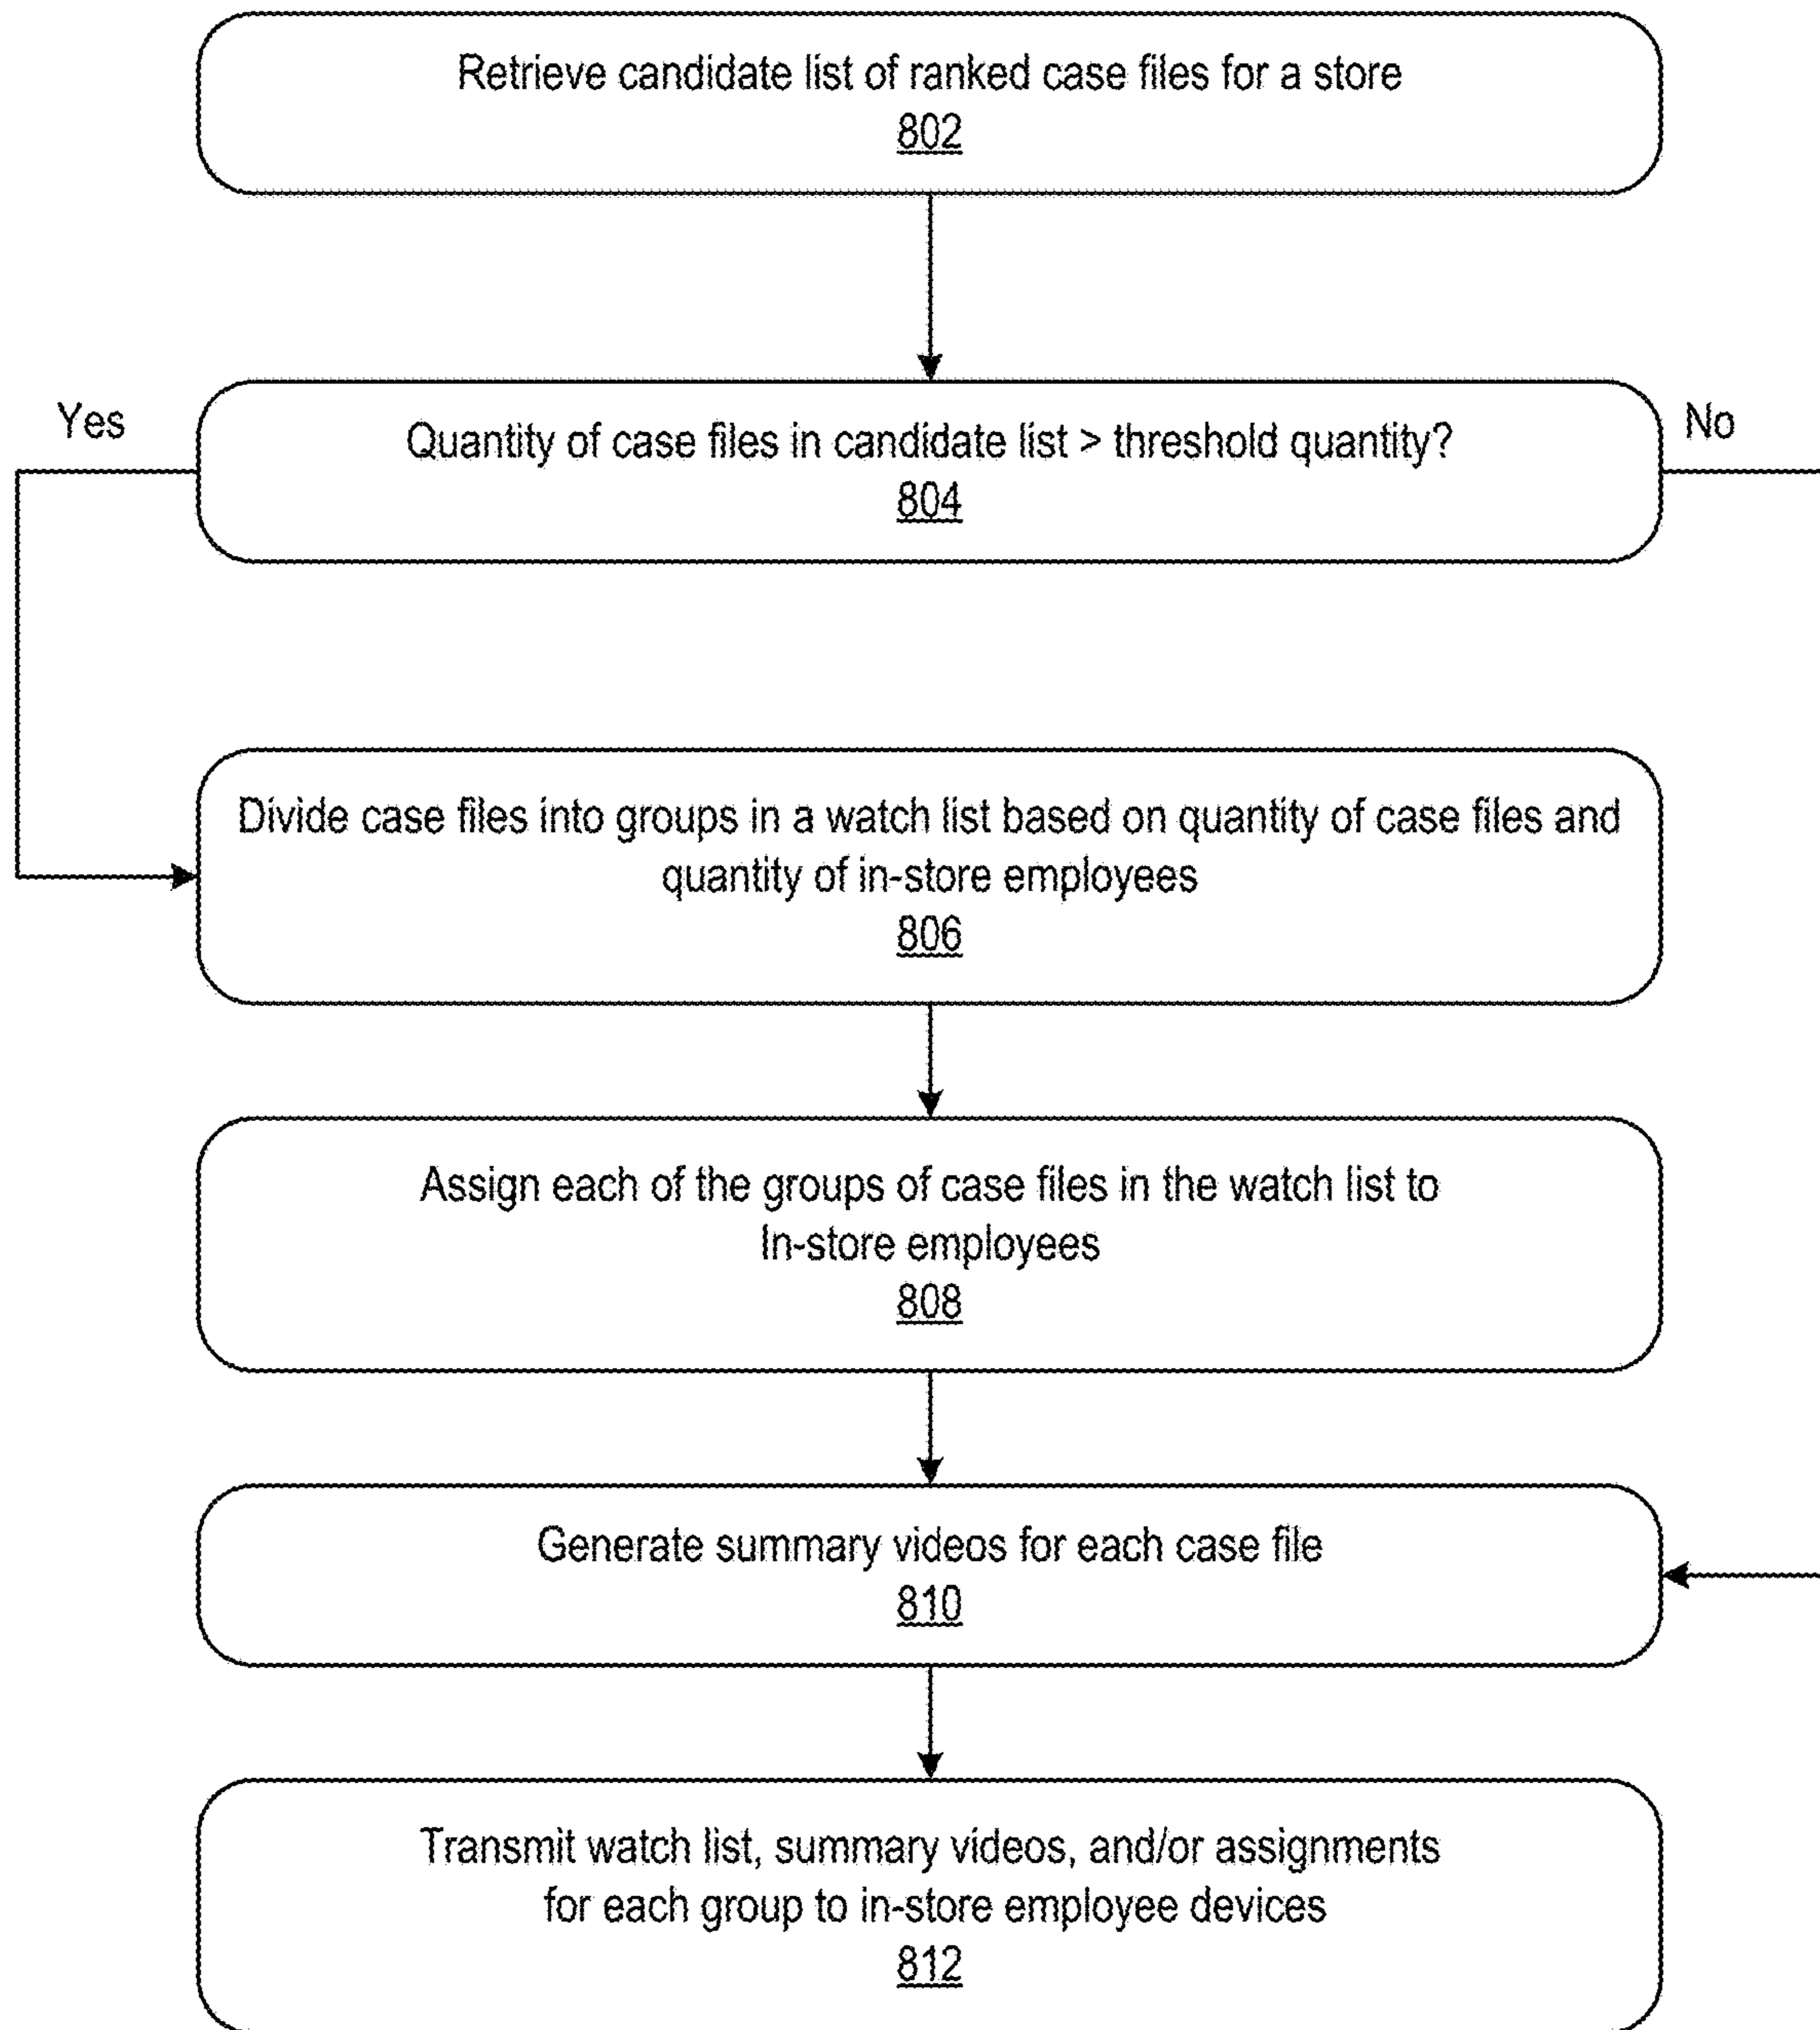 Retrieve candidate list of ranked case files for a store
802
Yes
Quantity of case files in candidate list > threshold quantity?
804
No
Divide case files into groups in a watch list based on quantity of case files and
quantity of in-store employees
806
Assign each of the groups of case files in the watch list to
In-store employees
808
Generate summary videos for each case file
810
Transmit watch list, summary videos, and/or assignments
for each group to in-store employee devices
812